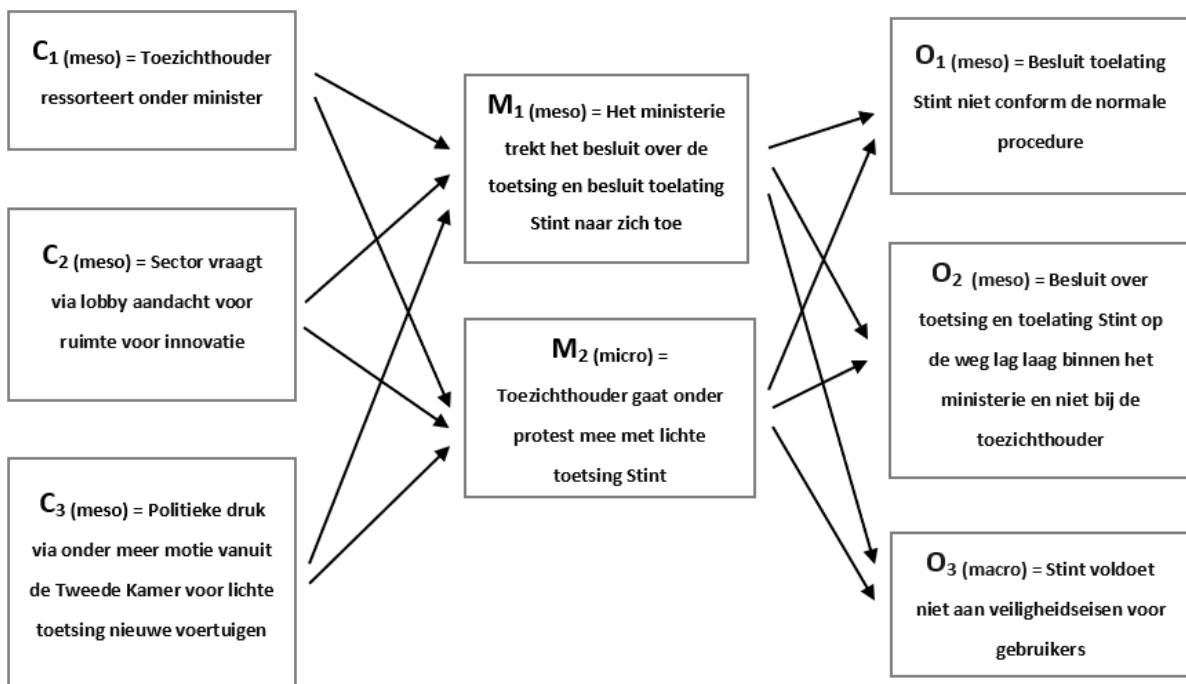 C1 (meso) = Toezichthouder
ressorteert onder minister
C2 (meso) = Sector vraagt
via lobby aandacht voor
ruimte voor innovatie
C3 (meso) = Politieke druk
via onder meer motie vanuit
de Tweede Kamer voor lichte
toetsing nieuwe voertuigen
M1 (meso) = Het ministerie
trekt het besluit over de
toetsing en besluit toelating
Stint naar zich toe
M2 (micro) =
Toezichthouder gaat onder
protest mee met lichte
toetsing Stint
O1 (meso) = Besluit toelating
Stint niet conform de normale
procedure
O2 (meso) = Besluit over
toetsing en toelating Stint op
de weg lag laag binnen het
ministerie en niet bij de
toezichthouder
O3 (macro) = Stint voldoet
niet aan veiligheidseisen voor
gebruikers